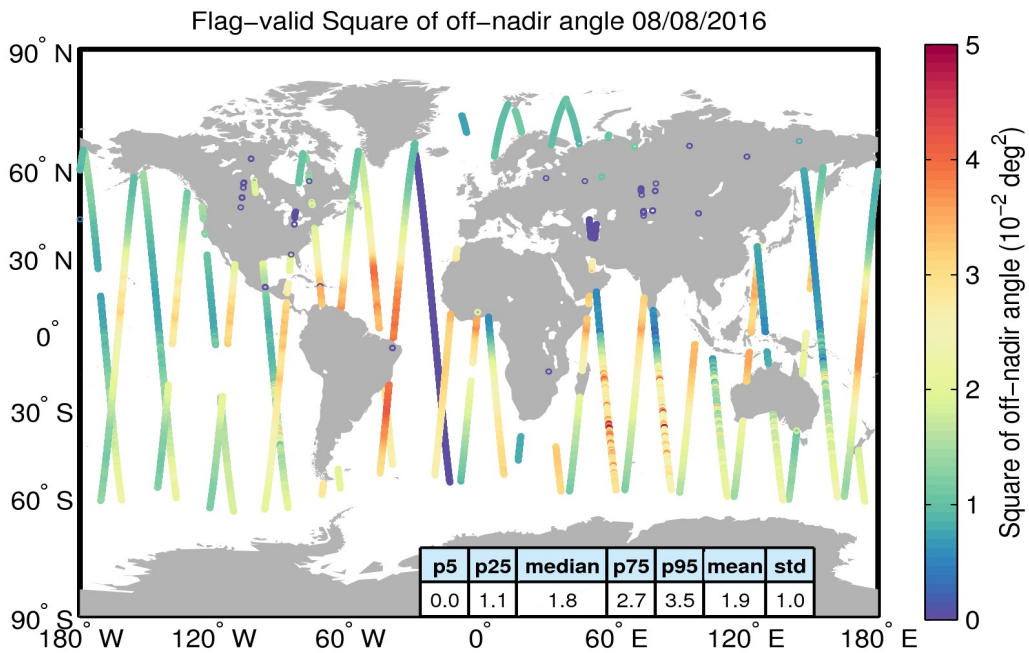 Flag−valid Square of off−nadir angle 08/08/2016
90° N
60° N
30° N
0°
30° S
60° S
90° S
180° W
120° W
60° W
0°
60° E
120° E
180° E
p5 p25 median p75 p95 mean std
0.0 1.1 1.8 2.7 3.5 1.9 1.0
5
4
3
2
1
0
Square of off−nadir angle (10⁻² deg²)